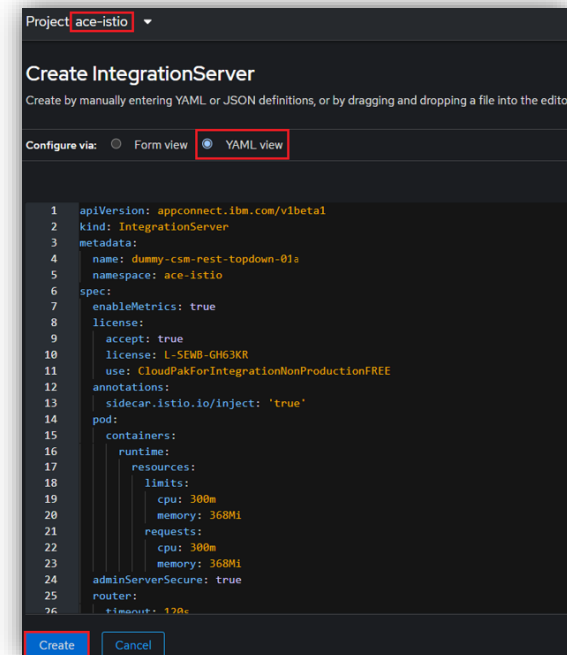 Project: ace-istio
Create IntegrationServer
Create by manually entering YAML or JSON definitions, or by dragging and dropping a file into the edito
Configure via: Form view YAML view
1 apiVersion: appconnect.ibm.com/v1beta1
2 kind: IntegrationServer
3 metadata:
4 name: dummy-csm-rest-topdown-01a
5 namespace: ace-istio
6 spec:
7 enableMetrics: true
8 license:
9 accept: true
10 license: L-SEWB-GH63KR
11 use: CloudPakForIntegrationNonProductionFREE
12 annotations:
13 sidecar.istio.io/inject: 'true'
14 pod:
15 containers:
16 runtime:
17 resources:
18 limits:
19 cpu: 300m
20 memory: 368Mi
21 requests:
22 cpu: 300m
23 memory: 368Mi
24 adminServerSecure: true
25 router:
26 timeout: 120s
Create Cancel